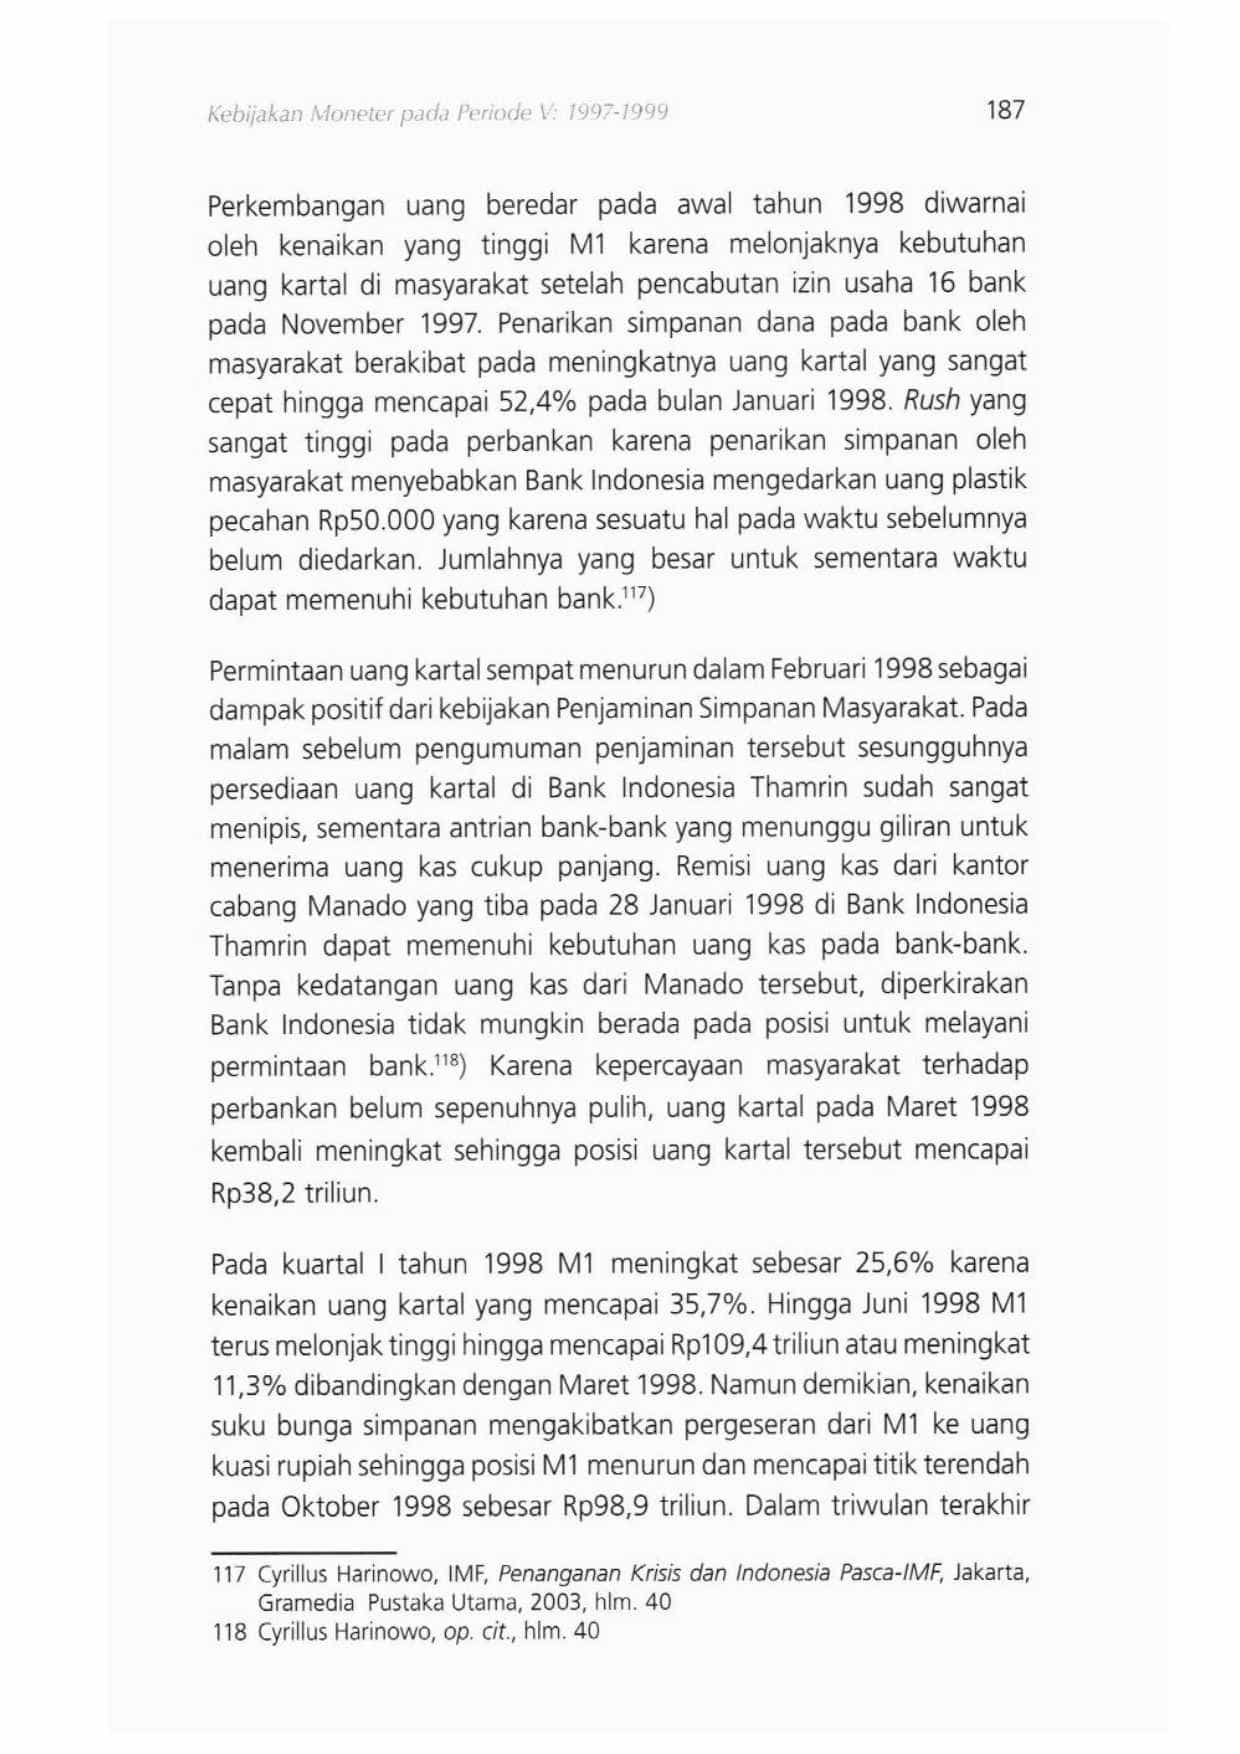 Kebijakan Moneter pada Periode V: 1997-1999 187
Perkembangan uang beredar pada awal tahun 1998 diwarnai
oleh kenaikan yang tinggi M1 karena melonjaknya kebutuhan
uang kartal di masyarakat setelah pencabutan izin usaha 16 bank
pada November 1997. Penarikan simpanan dana pada bank oleh
masyarakat berakibat pada meningkatnya uang kartal yang sangat
cepat hingga mencapai 52,4% pada bulan Januari 1998. Rush yang
sangat tinggi pada perbankan karena penarikan simpanan oleh
masyarakat menyebabkan Bank Indonesia mengedarkan uang plastik
pecahan Rp50.000 yang karena sesuatu hal pada waktu sebelumnya
belum diedarkan. Jumlahnya yang besar untuk sementara waktu
dapat memenuhi kebutuhan bank.¹¹⁷)
Permintaan uang kartal sempat menurun dalam Februari 1998 sebagai
dampak positif dari kebijakan Penjaminan Simpanan Masyarakat. Pada
malam sebelum pengumuman penjaminan tersebut sesungguhnya
persediaan uang kartal di Bank Indonesia Thamrin sudah sangat
menipis, sementara antrian bank-bank yang menunggu giliran untuk
menerima uang kas cukup panjang. Remisi uang kas dari kantor
cabang Manado yang tiba pada 28 Januari 1998 di Bank Indonesia
Thamrin dapat memenuhi kebutuhan uang kas pada bank-bank.
Tanpa kedatangan uang kas dari Manado tersebut, diperkirakan
Bank Indonesia tidak mungkin berada pada posisi untuk melayani
permintaan bank.¹¹⁸) Karena kepercayaan masyarakat terhadap
perbankan belum sepenuhnya pulih, uang kartal pada Maret 1998
kembali meningkat sehingga posisi uang kartal tersebut mencapai
Rp38,2 triliun.
Pada kuartal I tahun 1998 M1 meningkat sebesar 25,6% karena
kenaikan uang kartal yang mencapai 35,7%. Hingga Juni 1998 M1
terus melonjak tinggi hingga mencapai Rp109,4 triliun atau meningkat
11,3% dibandingkan dengan Maret 1998. Namun demikian, kenaikan
suku bunga simpanan mengakibatkan pergeseran dari M1 ke uang
kuasi rupiah sehingga posisi M1 menurun dan mencapai titik terendah
pada Oktober 1998 sebesar Rp98,9 triliun. Dalam triwulan terakhir
117 Cyrillus Harinowo, IMF, Penanganan Krisis dan Indonesia Pasca-IMF, Jakarta,
Gramedia Pustaka Utama, 2003, hlm. 40
118 Cyrillus Harinowo, op. cit., hlm. 40